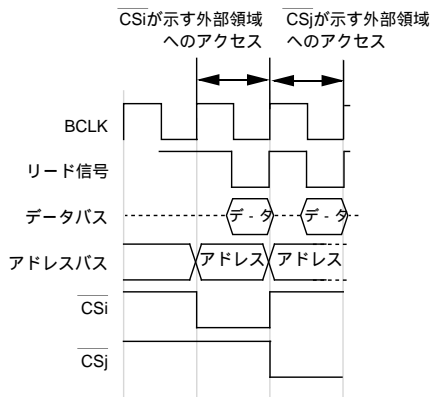 CSiが示す外部領域
へのアクセス
CSjが示す外部領域
へのアクセス
BCLK
リード信号
データバス
デ - タ
デ - タ
アドレスバス
アドレス
アドレス
CSi
CSj